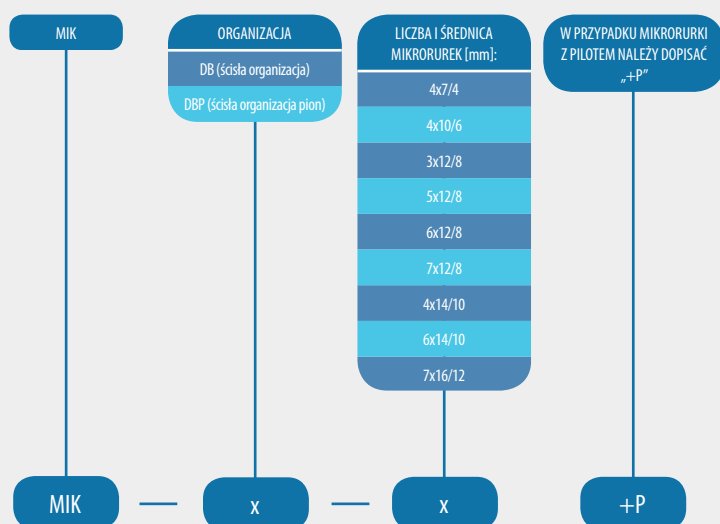 MIK
ORGANIZACJA
DB (ścisła organizacja)
DBP (ścisła organizacja pion)
LICZBA I ŚREDNICA
MIKRORUREK [mm]:
4x7/4
4x10/6
3x12/8
5x12/8
6x12/8
7x12/8
4x14/10
6x14/10
7x16/12
W PRZYPADKU MIKRORURKI
Z PILOTEM NALEŻY DOPISAĆ
„+P”
MIK — x — x +P